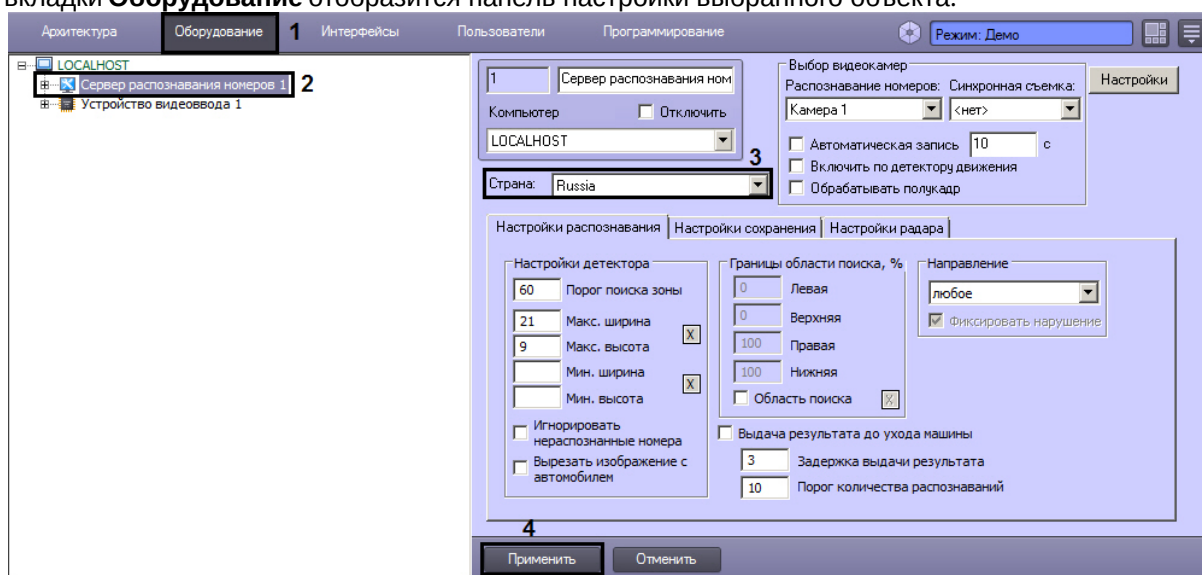 вкладки Оборудование отобразится панель настройки выбранного объекта.
Архитектура Оборудование 1 Интерфейсы Пользователи Программирование Режим: Демо
LOCALHOST
Сервер распознавания номеров 1 2
Устройство видеоввода 1
1 Сервер распознавания ном
Компьютер Отключить
LOCALHOST
3
Страна: Russia
Выбор видеокамер
Распознавание номеров: Синхронная съемка:
Камера 1 <нет>
Автоматическая запись 10 с
Включить по детектору движения
Обрабатывать полукадр
Настройки
Настройки распознавания Настройки сохранения Настройки радара
Настройки детектора
60 Порог поиска зоны
21 Макс. ширина
X
9 Макс. высота
Мин. ширина
X
Мин. высота
Игнорировать
нераспознанные номера
Вырезать изображение с
автомобилем
Границы области поиска, %
0 Левая
0 Верхняя
100 Правая
100 Нижняя
Область поиска X
Направление
любое
Фиксировать нарушение
Выдача результата до ухода машины
3 Задержка выдачи результата
10 Порог количества распознаваний
4
Применить Отменить